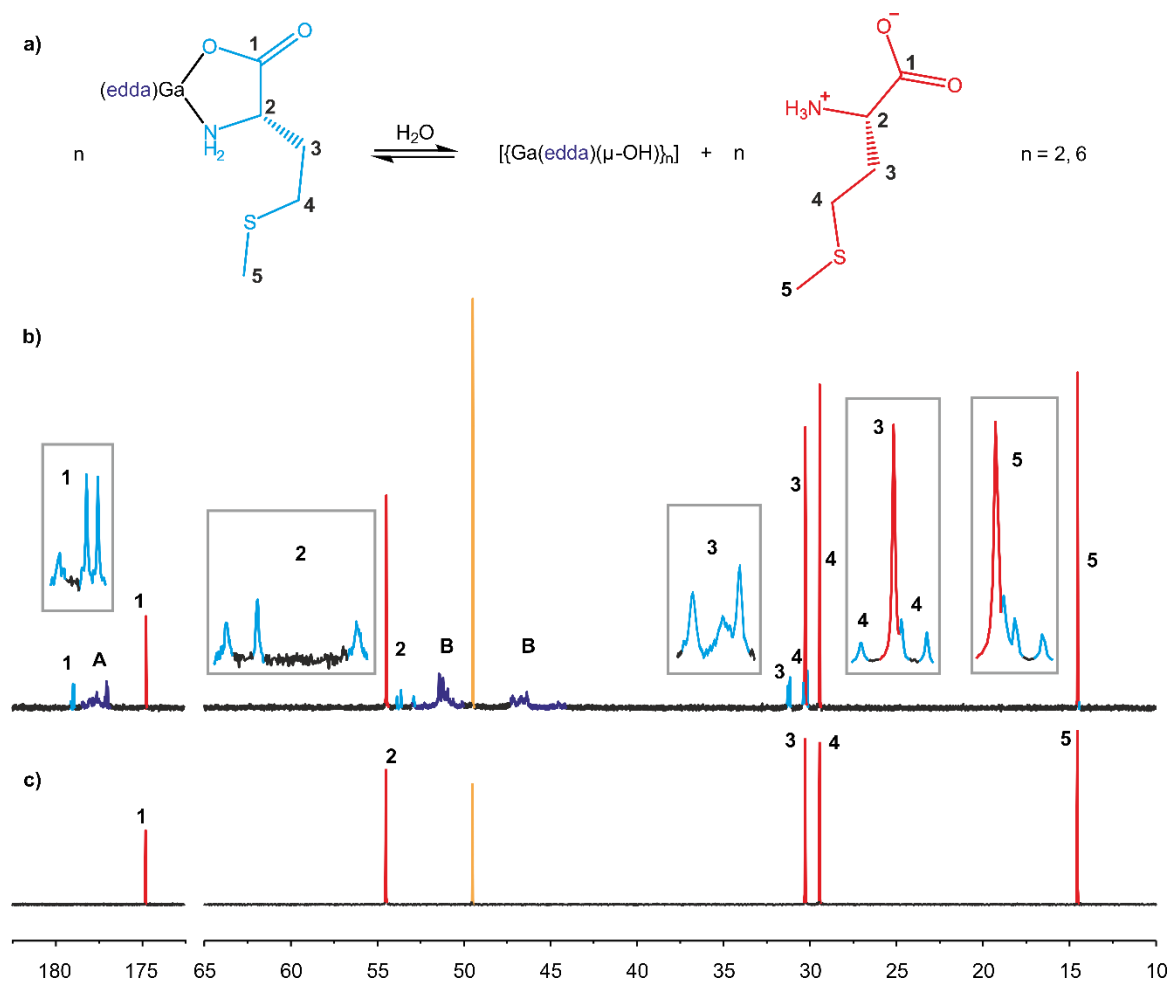 a)
O
1
O
(edda)Ga
2
N
H₂
3
4
S
5
n
H₂O
[{Ga(edda)(μ-OH)}ₙ] + n
O⁻
1
O
H₃N⁺
2
3
4
S
5
n = 2, 6
b)
1
1
1
A
2
2
B
B
3
3
4
3
4
4
3
4
5
5
c)
1
2
3
4
5
180 175 65 60 55 50 45 40 35 30 25 20 15 10